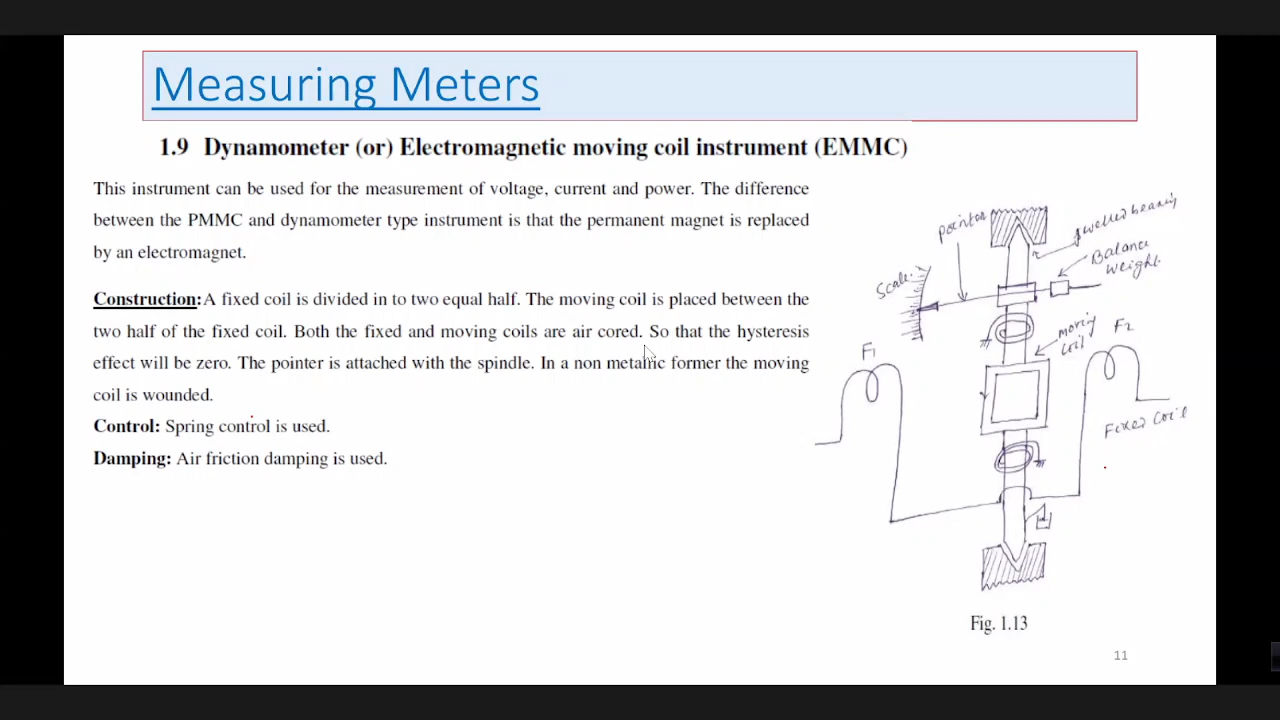 Measuring Meters
1.9 Dynamometer (or) Electromagnetic moving coil instrument (EMMC)
This instrument can be used for the measurement of voltage, current and power. The difference
between the PMMC and dynamometer type instrument is that the permanent magnet is replaced
by an electromagnet.
Construction:A fixed coil is divided in to two equal half. The moving coil is placed between the
two half of the fixed coil. Both the fixed and moving coils are air cored. So that the hysteresis
effect will be zero. The pointer is attached with the spindle. In a non metallic former the moving
coil is wounded.
Control: Spring control is used.
Damping: Air friction damping is used.
pointer
Jwelled bearing
Balance
weight
Scale
moving
coil
F1
F2
Fixed coil
Fig. 1.13
11